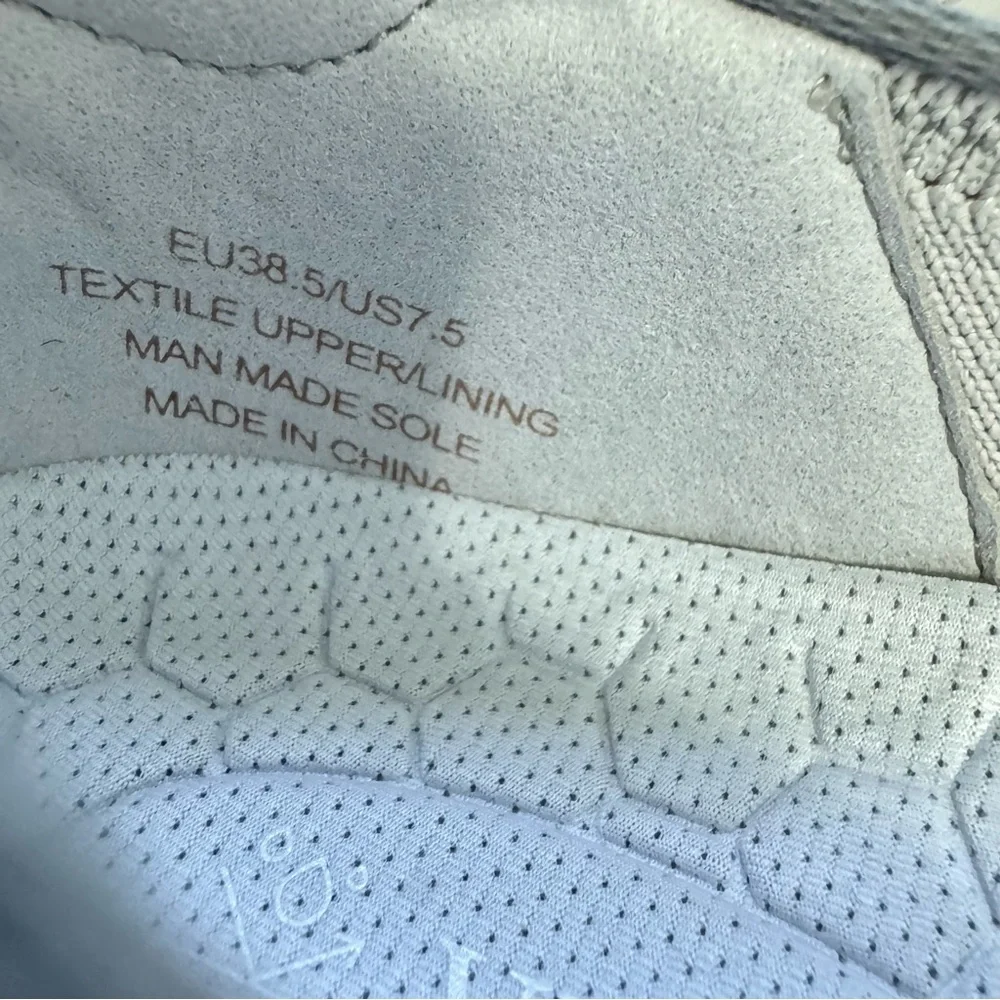 EU38.5/US7.5
TEXTILE UPPER/LINING
MAN MADE SOLE
MADE IN CHINA